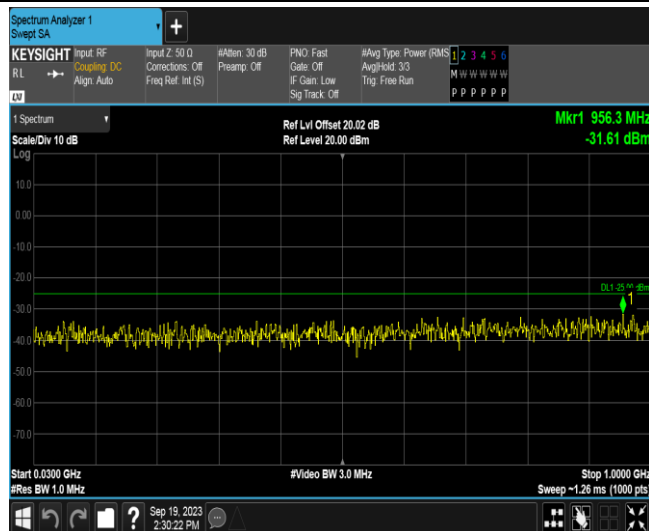 Spectrum Analyzer 1
Swept SA
+
KEYSIGHT
RL
Input: RF
Coupling: DC
Align: Auto
Input Z: 50 Ω
Corrections: Off
Freq Ref: Int (S)
#Atten: 30 dB
Preamp: Off
PNO: Fast
Gate: Off
IF Gain: Low
Sig Track: Off
#Avg Type: Power (RMS
Avg|Hold: 3/3
Trig: Free Run
1 2 3 4 5 6
M W W W W W
P P P P P P
1 Spectrum
Scale/Div 10 dB
Log
Ref Lvl Offset 20.02 dB
Ref Level 20.00 dBm
Mkr1 956.3 MHz
-31.61 dBm
10.0
0.00
-10.0
-20.0
DL1 -25.00 dBm
1
-30.0
-40.0
-50.0
-60.0
-70.0
Start 0.0300 GHz
#Res BW 1.0 MHz
#Video BW 3.0 MHz
Stop 1.0000 GHz
Sweep ~1.26 ms (1000 pts)
?
Sep 19, 2023
2:30:22 PM